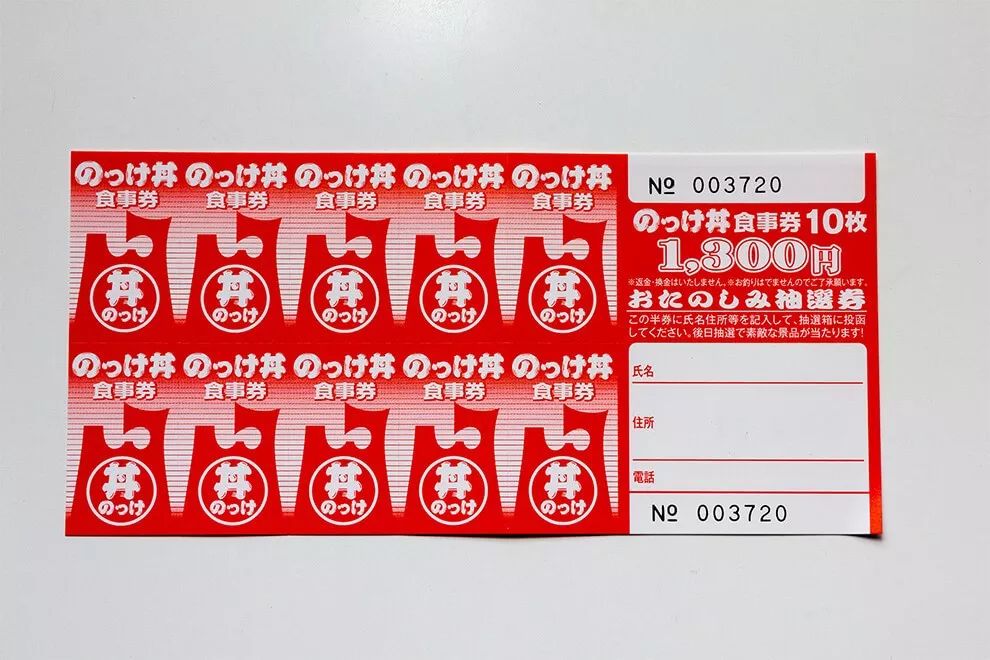 のっけ丼 のっけ丼 のっけ丼 のっけ丼 のっけ丼
食事券 食事券 食事券 食事券 食事券
丼 丼 丼 丼 丼
のっけ のっけ のっけ のっけ のっけ
のっけ丼 のっけ丼 のっけ丼 のっけ丼 のっけ丼
食事券 食事券 食事券 食事券 食事券
丼 丼 丼 丼 丼
のっけ のっけ のっけ のっけ のっけ
№ 003720
のっけ丼食事券10枚
1,300円
※返金・換金はいたしません。※お釣りはでませんのでご了承願います。
おたのしみ抽選券
この半券に氏名住所等を記入して、抽選箱に投函
してください。後日抽選で素敵な景品が当たります!
氏名
住所
電話
№ 003720